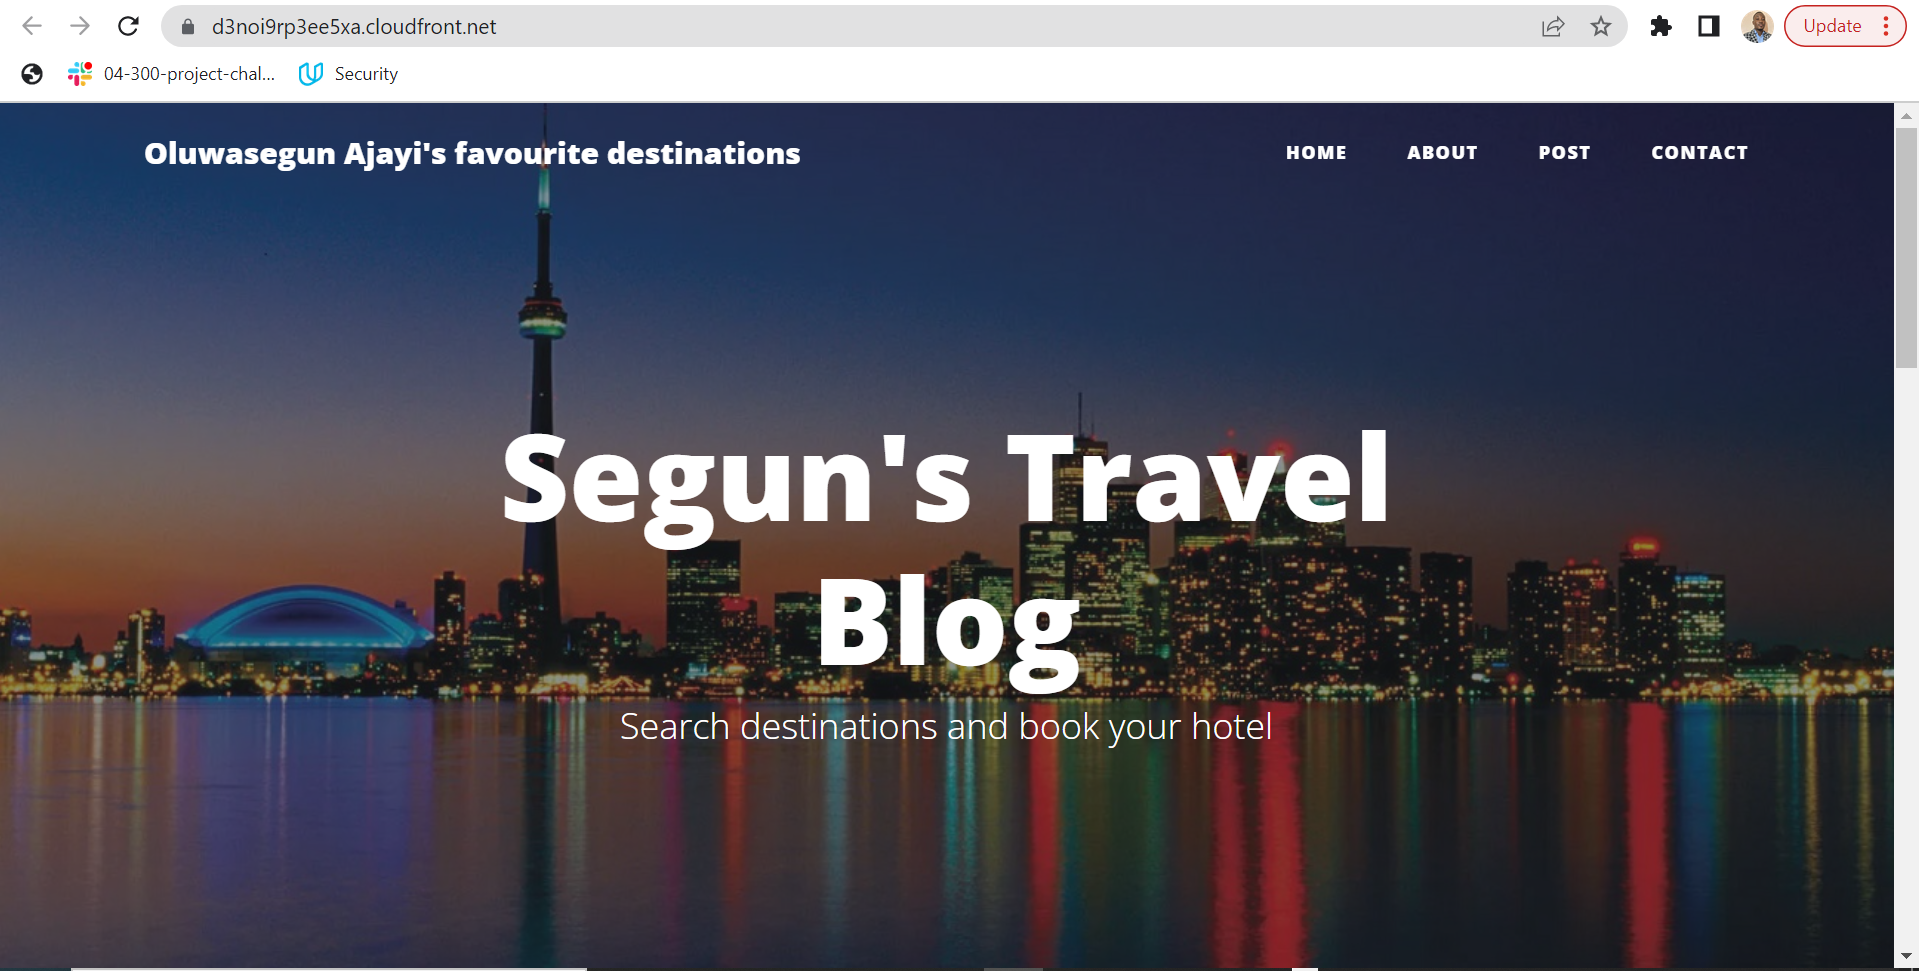 d3noi9rp3ee5xa.cloudfront.net
Update
04-300-project-chal...
Security
Oluwasegun Ajayi's favourite destinations
HOME ABOUT POST CONTACT
Segun's Travel
Blog
Search destinations and book your hotel